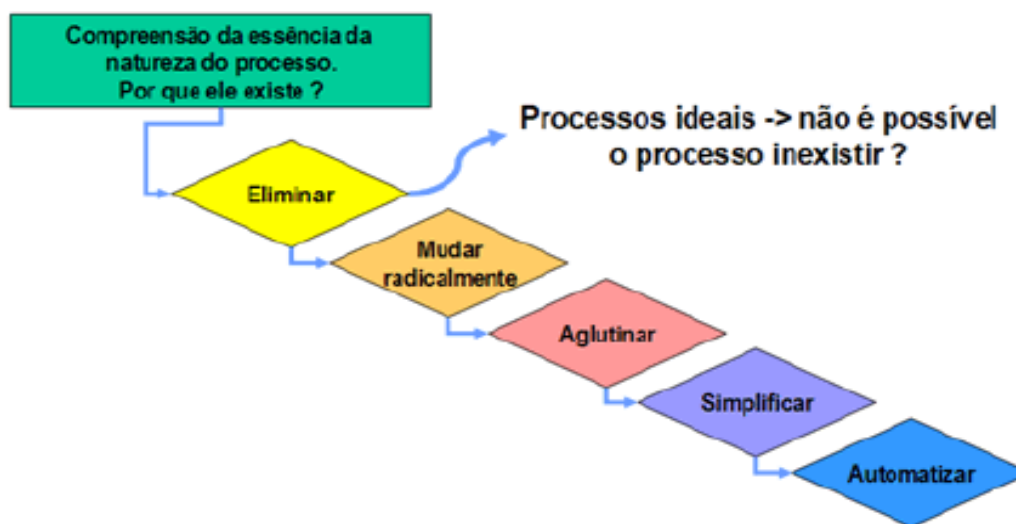 Compreensão da essência da
natureza do processo.
Por que ele existe ?
Processos ideais -> não é possível
o processo inexistir ?
Eliminar
Mudar
radicalmente
Aglutinar
Simplificar
Automatizar